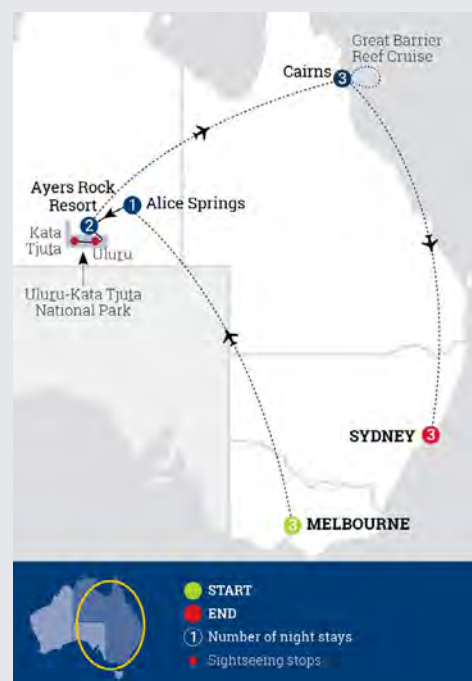 Great Barrier
Reef Cruise
Cairns 3
Ayers Rock
Resort
2
1 Alice Springs
Kata
Tjuta
Uluru
Uluru-Kata Tjuta
National Park
SYDNEY 3
3 MELBOURNE
START
END
1 Number of night stays
Sightseeing stops